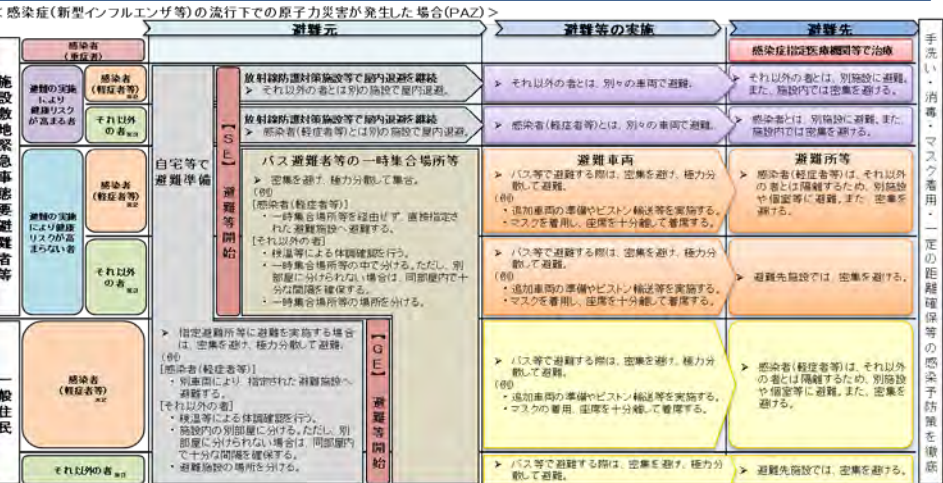 <感染症(新型インフルエンザ等)の流行下での原子力災害が発生した場合(PAZ)>
避難元
避難等の実施
避難先
感染者
(重症者)
感染症指定医療機関等で治療
施設敷地緊急事態要避難者等
避難の実施
により
健康リスク
が高まる者
感染者
(軽症者等)※2
それ以外
の者※3
放射線防護対策施設等で屋内退避を継続
➢ それ以外の者とは別の施設で屋内退避。
➢ それ以外の者とは、別々の車両で避難。
➢ それ以外の者とは、別施設に避難。
また、施設内では密集を避ける。
放射線防護対策施設等で屋内退避を継続
➢ 感染者(軽症者等)とは別の施設で屋内退避。
➢ 感染者(軽症者等)とは、別々の車両で避難。
➢ 感染者とは、別施設に避難。また、
施設内では密集を避ける。
避難の実施
により健康
リスクが高
まらない者
感染者
(軽症者等)
※2
それ以外
の者※3
自宅等で
避難準備
【SE】避難等開始
バス避難者等の一時集合場所等
➢ 密集を避け、極力分散して集合。
(例)
[感染者(軽症者等)]
・一時集合場所等を経由せず、直接指定さ
れた避難施設へ避難する。
[それ以外の者]
・検温等による体調確認を行う。
・一時集合場所等の中で分ける。ただし、別
部屋に分けられない場合は、同部屋内で十
分な間隔を確保する。
・一時集合場所等の場所を分ける。
避難車両
➢ バス等で避難する際は、密集を避け、極力分
散して避難。
(例)
・追加車両の準備やピストン輸送等を実施する。
・マスクを着用し、座席を十分離して着席する。
避難所等
➢ 感染者(軽症者等)は、それ以外
の者とは隔離するため、別施設
や個室等に避難。また、密集を
避ける。
➢ バス等で避難する際は、密集を避け、極力分
散して避難。
(例)
・追加車両の準備やピストン輸送等を実施する。
・マスクを着用し、座席を十分離して着席する。
➢ 避難先施設では、密集を避ける。
一般住民
感染者
(軽症者等)
※2
それ以外の者 ※3
➢ 指定避難所等に避難を実施する場合
は、密集を避け、極力分散して避難。
(例)
[感染者(軽症者等)]
・別車両により、指定された避難施設へ
避難する。
[それ以外の者]
・検温等による体調確認を行う。
・施設内の別部屋に分ける。ただし、別
部屋に分けられない場合は、同部屋内
で十分な間隔を確保する。
・避難施設の場所を分ける。
【GE】避難等開始
➢ バス等で避難する際は、密集を避け、極力分
散して避難。
(例)
・追加車両の準備やピストン輸送等を実施する。
・マスクの着用、座席を十分離して着席する。
➢ 感染者(軽症者等)は、それ以外
の者とは隔離するため、別施設
や個室等に避難。また、密集を
避ける。
➢ バス等で避難する際は、密集を避け、極力分
散して避難。
➢ 避難先施設では、密集を避ける。
手洗い・消毒・マスク着用・一定の距離確保等の感染予防策を徹底